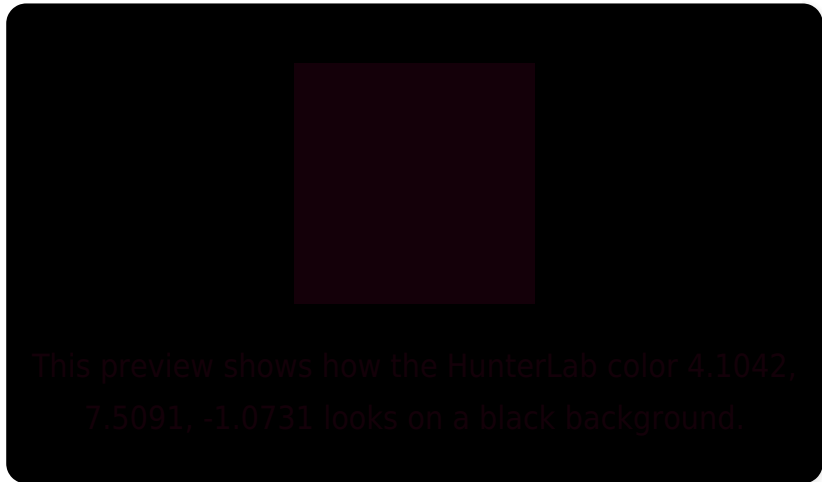 This preview shows how the HunterLab color 4.1042,
7.5091, -1.0731 looks on a black background.